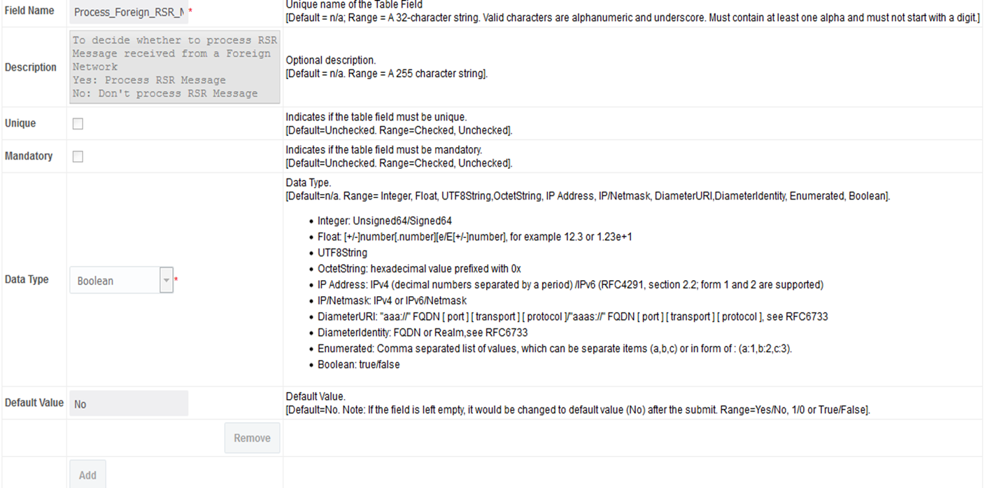 Field Name
Process_Foreign_RSR_M *
Unique name of the Table Field
[Default = n/a; Range = A 32-character string. Valid characters are alphanumeric and underscore. Must contain at least one alpha and must not start with a digit.]
Description
To decide whether to process RSR
Message received from a Foreign
Network
Yes: Process RSR Message
No: Don't process RSR Message
Optional description.
[Default = n/a. Range = A 255 character string].
Unique
Indicates if the table field must be unique.
[Default=Unchecked. Range=Checked, Unchecked].
Mandatory
Indicates if the table field must be mandatory.
[Default=Unchecked. Range=Checked, Unchecked].
Data Type
Boolean *
Data Type.
[Default=n/a. Range= Integer, Float, UTF8String,OctetString, IP Address, IP/Netmask, DiameterURI,DiameterIdentity, Enumerated, Boolean].
• Integer: Unsigned64/Signed64
• Float: [+/-]number[.number][e/E[+/-]number], for example 12.3 or 1.23e+1
• UTF8String
• OctetString: hexadecimal value prefixed with 0x
• IP Address: IPv4 (decimal numbers separated by a period) /IPv6 (RFC4291, section 2.2; form 1 and 2 are supported)
• IP/Netmask: IPv4 or IPv6/Netmask
• DiameterURI: "aaa://" FQDN [ port ] [ transport ] [ protocol ]/"aaas://" FQDN [ port ] [ transport ] [ protocol ], see RFC6733
• DiameterIdentity: FQDN or Realm,see RFC6733
• Enumerated: Comma separated list of values, which can be separate items (a,b,c) or in form of : (a:1,b:2,c:3).
• Boolean: true/false
Default Value
No
Default Value.
[Default=No. Note: If the field is left empty, it would be changed to default value (No) after the submit. Range=Yes/No, 1/0 or True/False].
Remove
Add